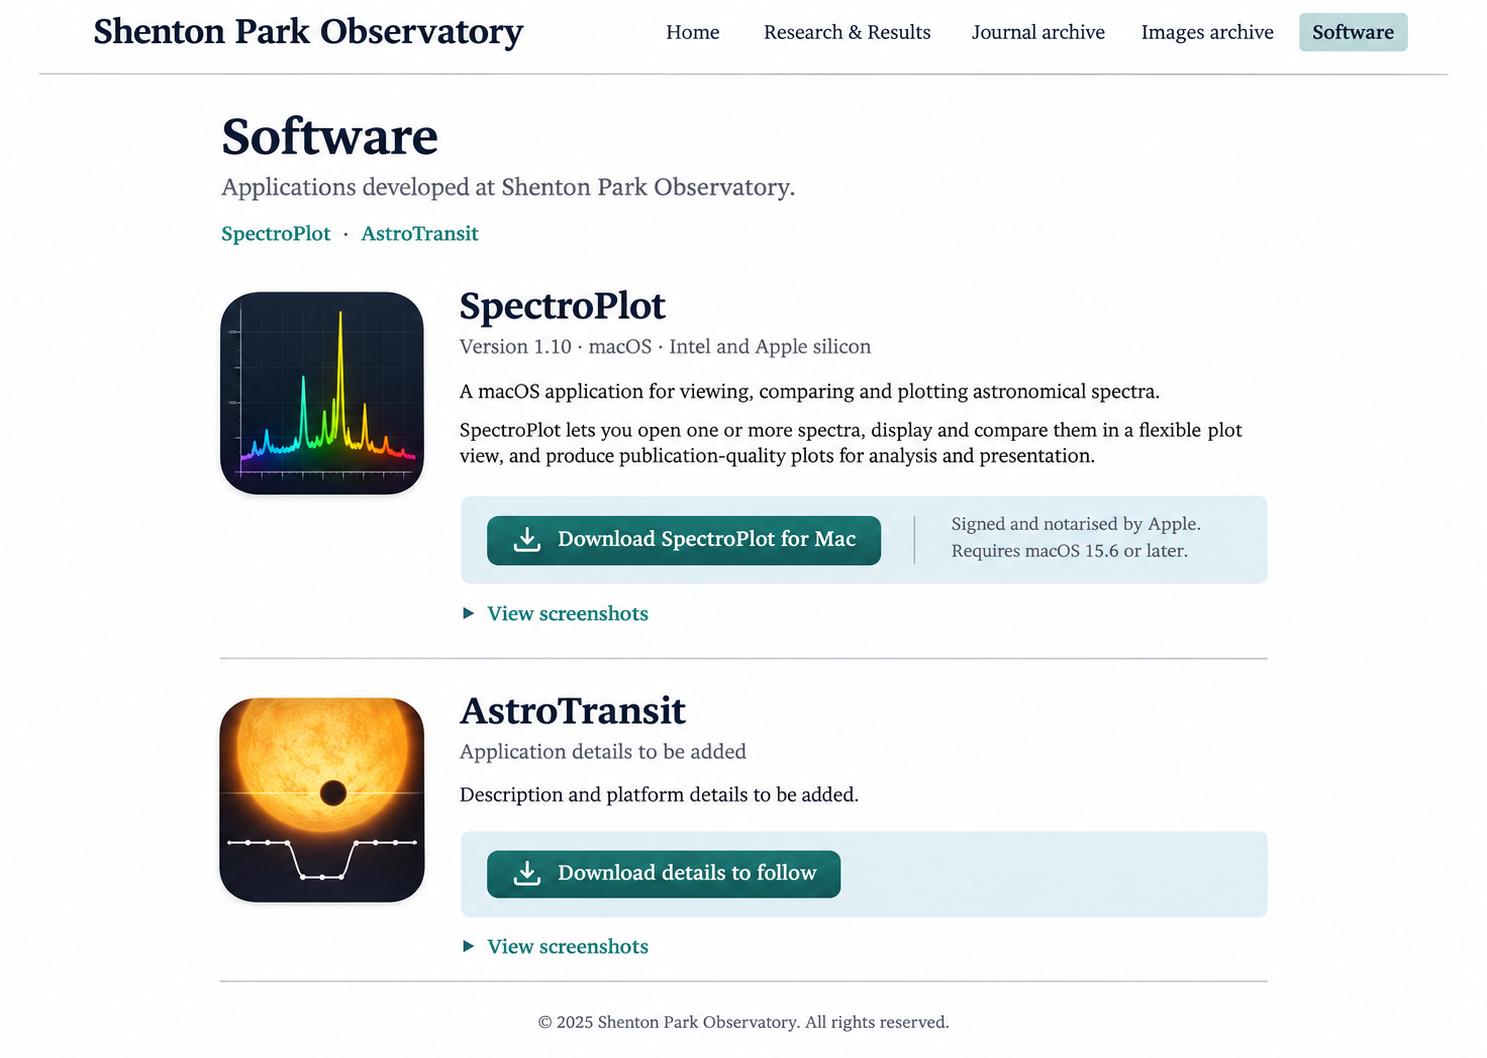 Shenton Park Observatory
Home
Research & Results
Journal archive
Images archive
Software
Software
Applications developed at Shenton Park Observatory.
SpectroPlot · AstroTransit
SpectroPlot
Version 1.10 · macOS · Intel and Apple silicon
A macOS application for viewing, comparing and plotting astronomical spectra.
SpectroPlot lets you open one or more spectra, display and compare them in a flexible plot
view, and produce publication-quality plots for analysis and presentation.
Download SpectroPlot for Mac
Signed and notarised by Apple.
Requires macOS 15.6 or later.
View screenshots
AstroTransit
Application details to be added
Description and platform details to be added.
Download details to follow
View screenshots
© 2025 Shenton Park Observatory. All rights reserved.